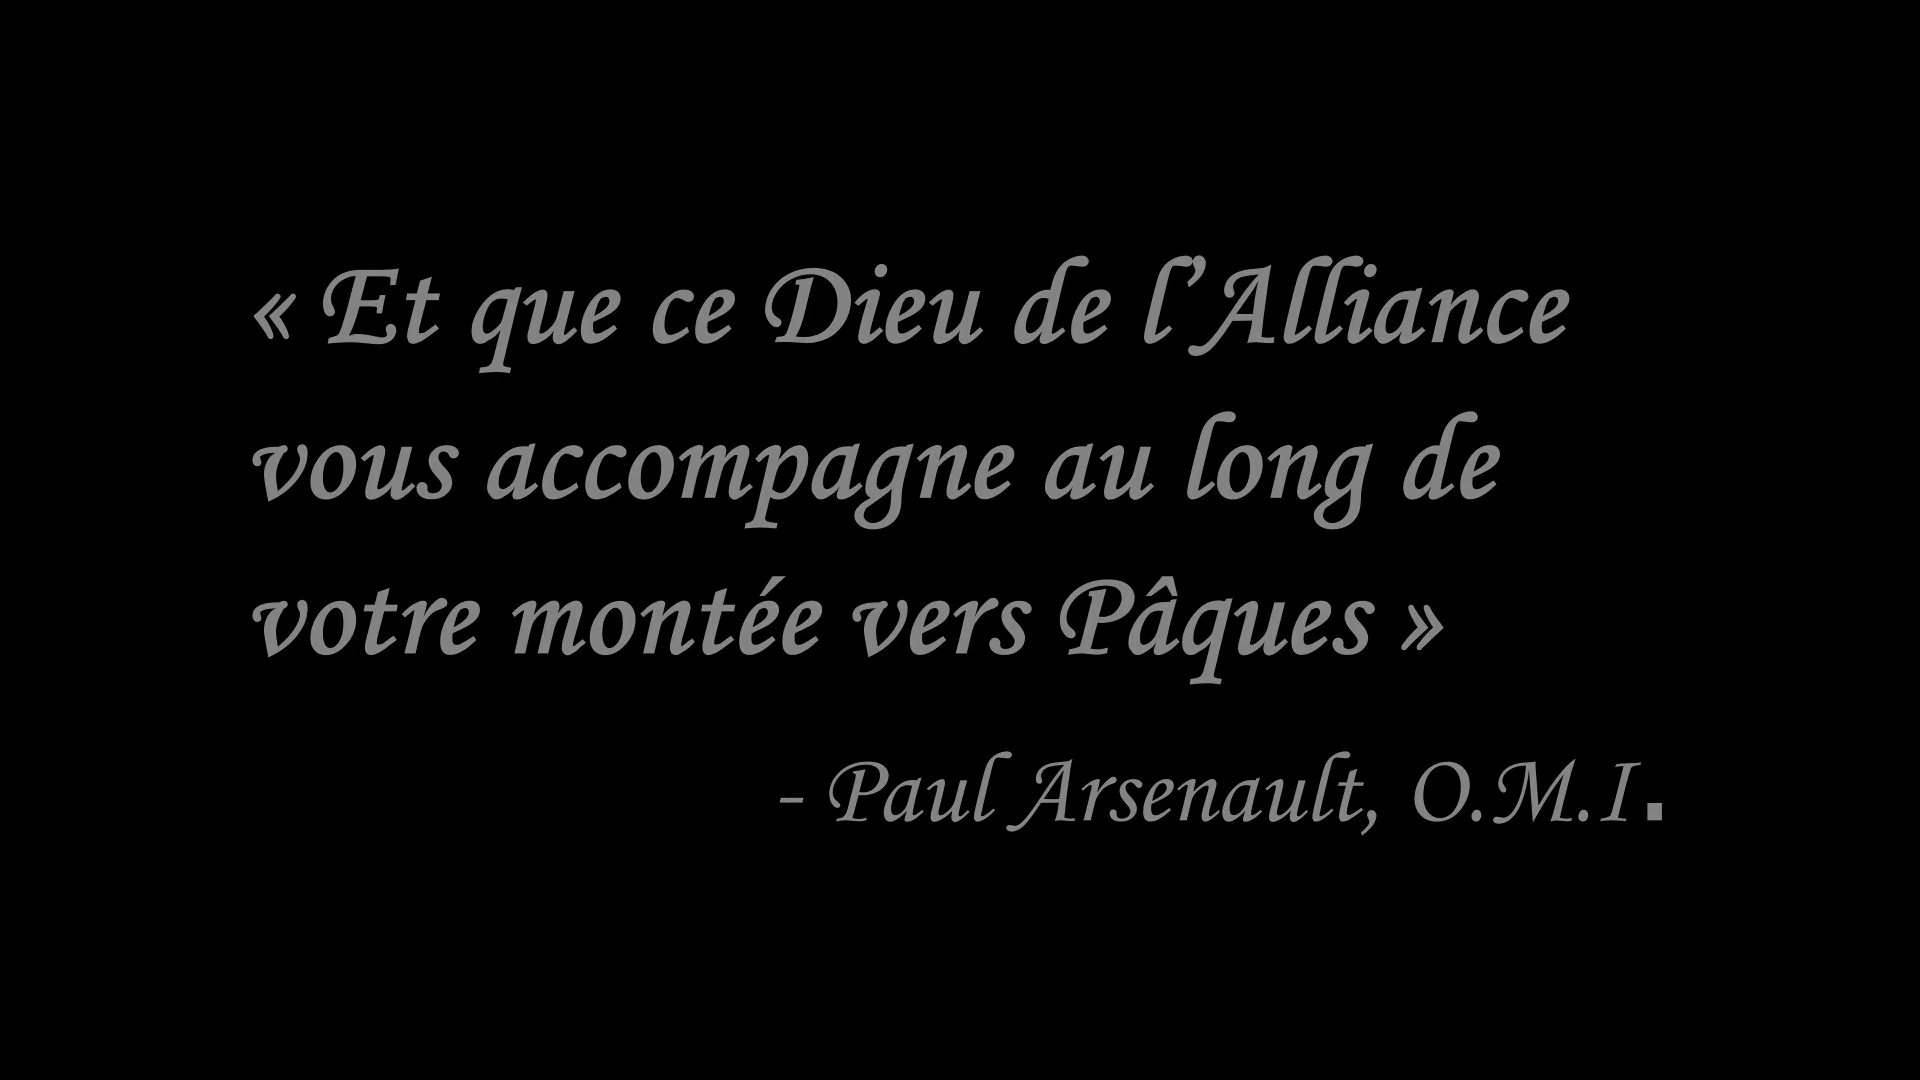 « Et que ce Dieu de l’Alliance
vous accompagne au long de
votre montée vers Pâques »
- Paul Arsenault, O.M.I.